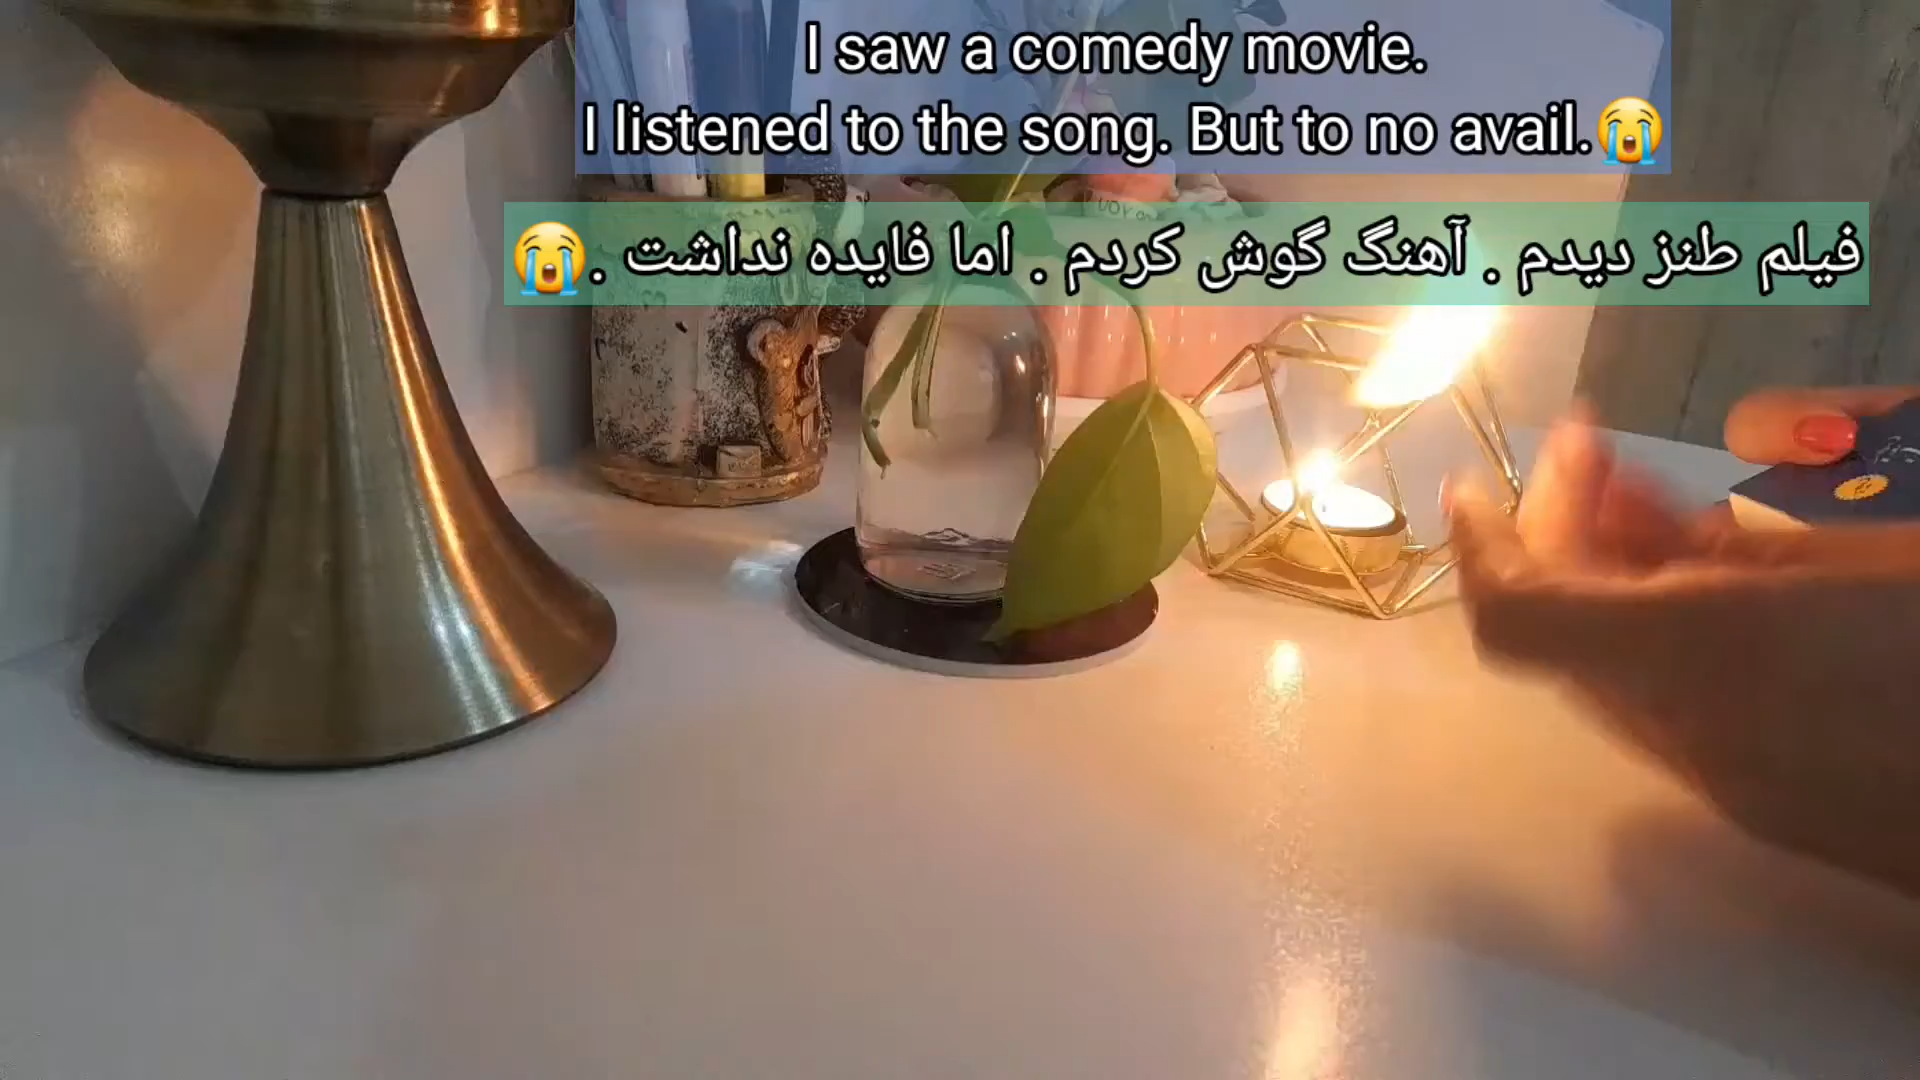 I saw a comedy movie.
I listened to the song. But to no avail.😭
فیلم طنز دیدم . آهنگ گوش کردم . اما فایده نداشت .😭